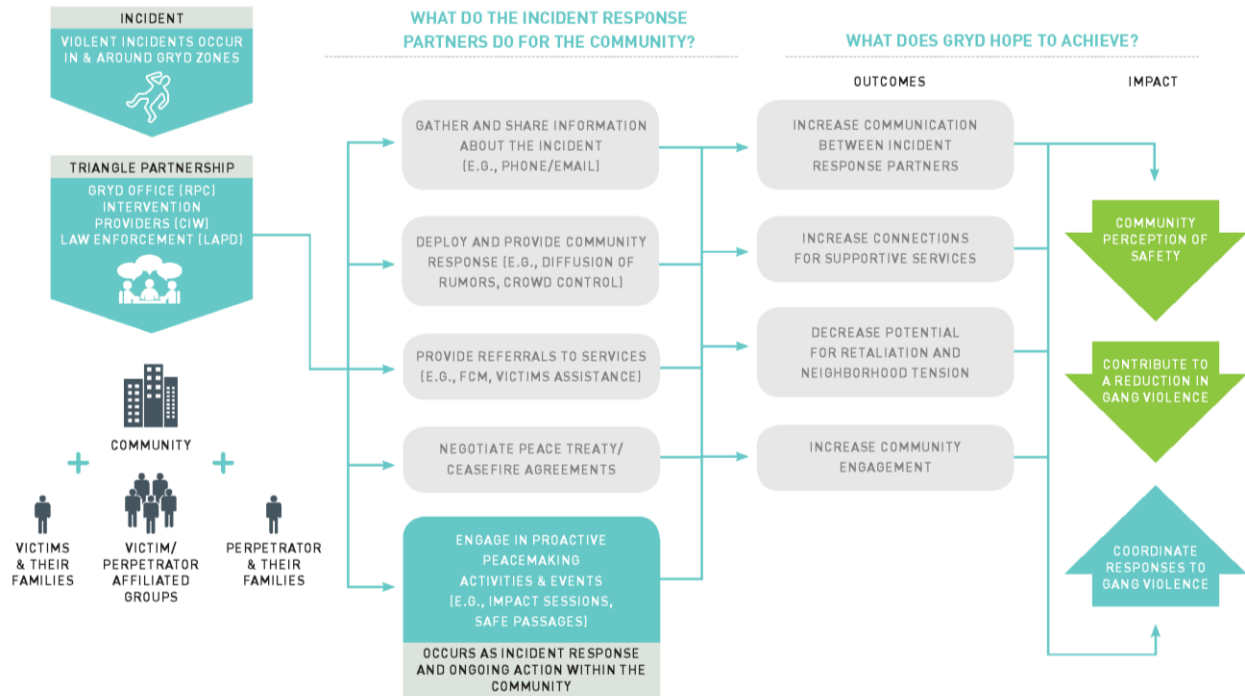 INCIDENT
VIOLENT INCIDENTS OCCUR
IN & AROUND GRYD ZONES
TRIANGLE PARTNERSHIP
GRYD OFFICE (RPC)
INTERVENTION
PROVIDERS (CIW)
LAW ENFORCEMENT (LAPD)
COMMUNITY
+
+
VICTIMS
& THEIR
FAMILIES
VICTIM/
PERPETRATOR
AFFILIATED
GROUPS
PERPETRATOR
& THEIR
FAMILIES
WHAT DO THE INCIDENT RESPONSE
PARTNERS DO FOR THE COMMUNITY?
GATHER AND SHARE INFORMATION
ABOUT THE INCIDENT
(E.G., PHONE/EMAIL)
DEPLOY AND PROVIDE COMMUNITY
RESPONSE (E.G., DIFFUSION OF
RUMORS, CROWD CONTROL)
PROVIDE REFERRALS TO SERVICES
(E.G., FCM, VICTIMS ASSISTANCE)
NEGOTIATE PEACE TREATY/
CEASEFIRE AGREEMENTS
ENGAGE IN PROACTIVE
PEACEMAKING
ACTIVITIES & EVENTS
(E.G., IMPACT SESSIONS,
SAFE PASSAGES)
OCCURS AS INCIDENT RESPONSE
AND ONGOING ACTION WITHIN THE
COMMUNITY
WHAT DOES GRYD HOPE TO ACHIEVE?
OUTCOMES
INCREASE COMMUNICATION
BETWEEN INCIDENT
RESPONSE PARTNERS
INCREASE CONNECTIONS
FOR SUPPORTIVE SERVICES
DECREASE POTENTIAL
FOR RETALIATION AND
NEIGHBORHOOD TENSION
INCREASE COMMUNITY
ENGAGEMENT
IMPACT
COMMUNITY
PERCEPTION OF
SAFETY
CONTRIBUTE TO
A REDUCTION IN
GANG VIOLENCE
COORDINATE
RESPONSES TO
GANG VIOLENCE